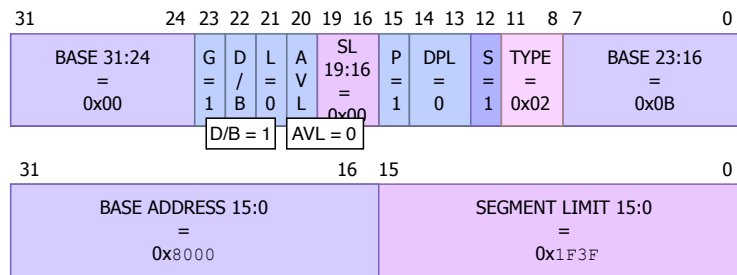 31 24 23 22 21 20 19 16 15 14 13 12 11 8 7 0
BASE 31:24
=
0x00
G
=
1
D
/
B
L
=
0
A
V
L
SL
19:16
=
0x00
P
=
1
DPL
=
0
S
=
1
TYPE
=
0x02
BASE 23:16
=
0x0B
D/B = 1
AVL = 0
31 16 15 0
BASE ADDRESS 15:0
=
0x8000
SEGMENT LIMIT 15:0
=
0x1F3F